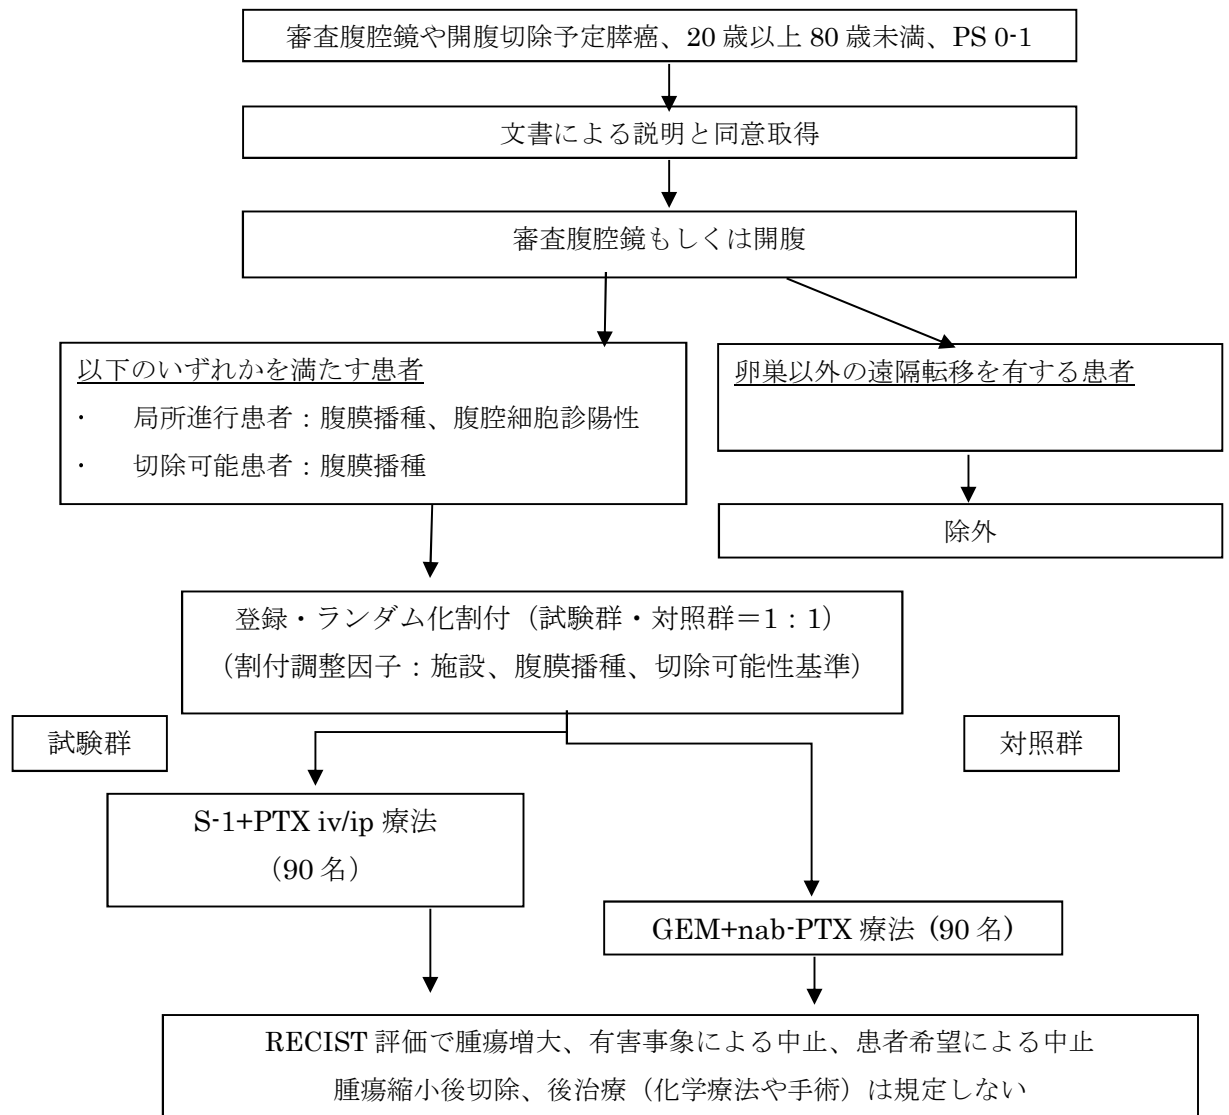 審査腹腔鏡や開腹切除予定膵癌、20 歳以上 80 歳未満、PS 0-1
文書による説明と同意取得
審査腹腔鏡もしくは開腹
以下のいずれかを満たす患者
・ 局所進行患者：腹膜播種、腹腔細胞診陽性
・ 切除可能患者：腹膜播種
卵巣以外の遠隔転移を有する患者
除外
登録・ランダム化割付（試験群・対照群＝1：1）
（割付調整因子：施設、腹膜播種、切除可能性基準）
試験群
対照群
S-1+PTX iv/ip 療法
（90 名）
GEM+nab-PTX 療法 (90 名)
RECIST 評価で腫瘍増大、有害事象による中止、患者希望による中止
腫瘍縮小後切除、後治療（化学療法や手術）は規定しない